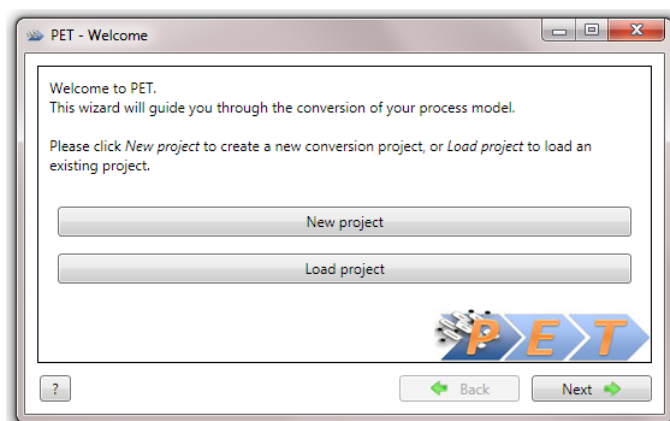 PET - Welcome
Welcome to PET.
This wizard will guide you through the conversion of your process model.
Please click New project to create a new conversion project, or Load project to load an
existing project.
New project
Load project
PET
? Back Next